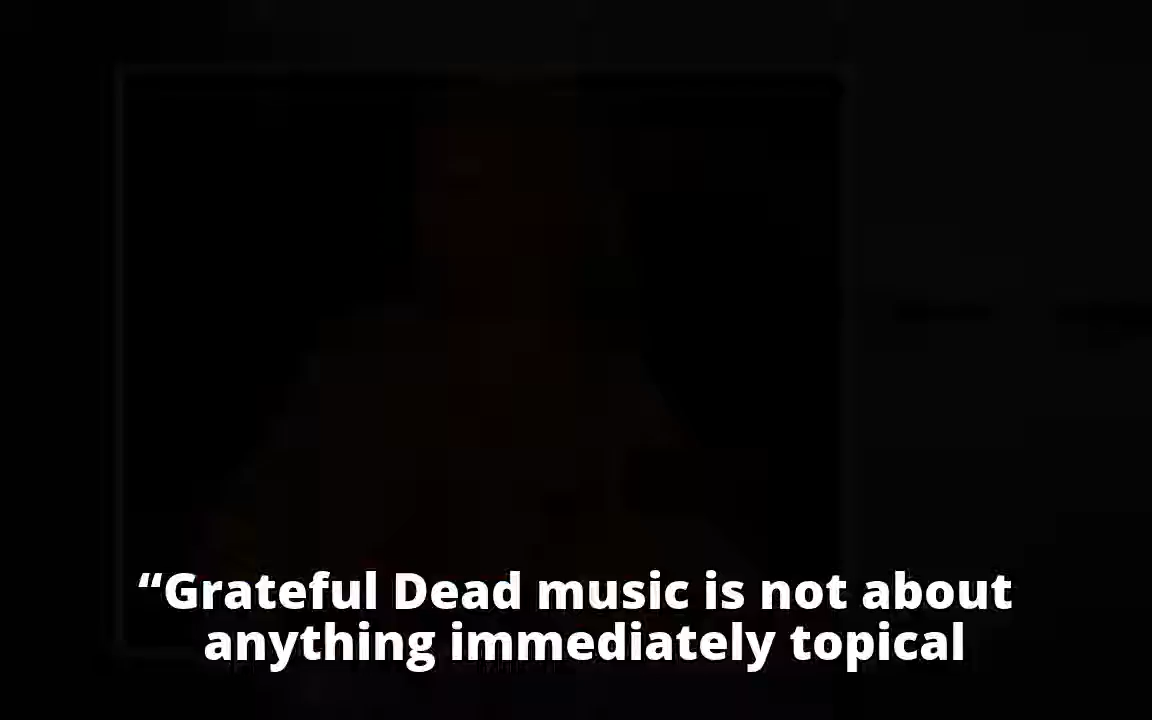 “Grateful Dead music is not about
anything immediately topical